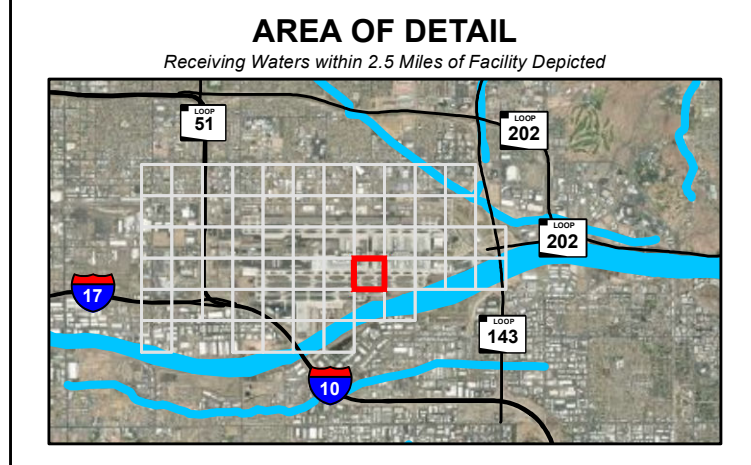 AREA OF DETAIL
Receiving Waters within 2.5 Miles of Facility Depicted
LOOP
51
LOOP
202
LOOP
202
17
LOOP
143
10